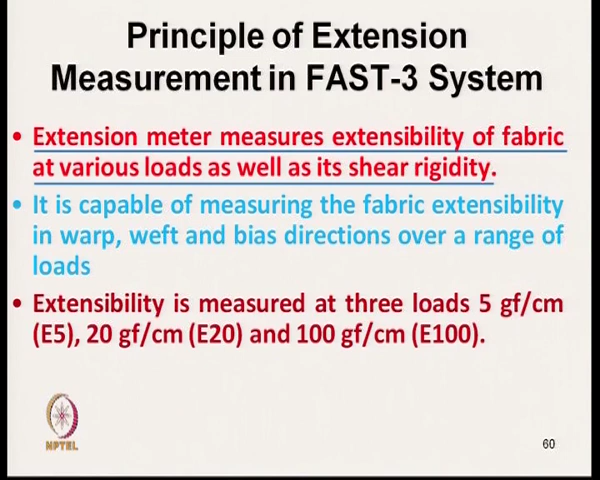 Principle of Extension
Measurement in FAST-3 System
• Extension meter measures extensibility of fabric
at various loads as well as its shear rigidity.
• It is capable of measuring the fabric extensibility
in warp, weft and bias directions over a range of
loads
• Extensibility is measured at three loads 5 gf/cm
(E5), 20 gf/cm (E20) and 100 gf/cm (E100).
NPTEL
60